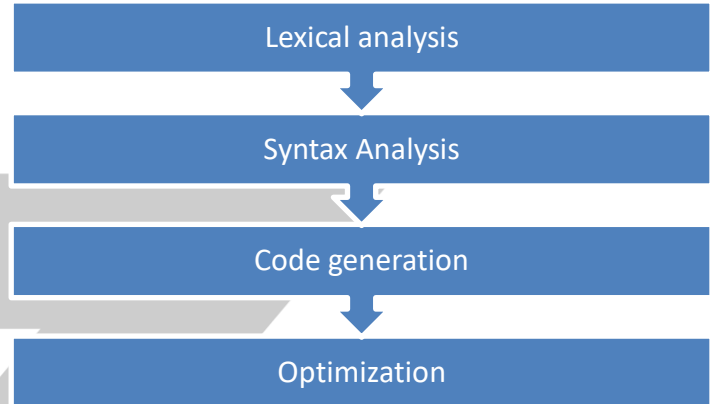 Lexical analysis
Syntax Analysis
Code generation
Optimization